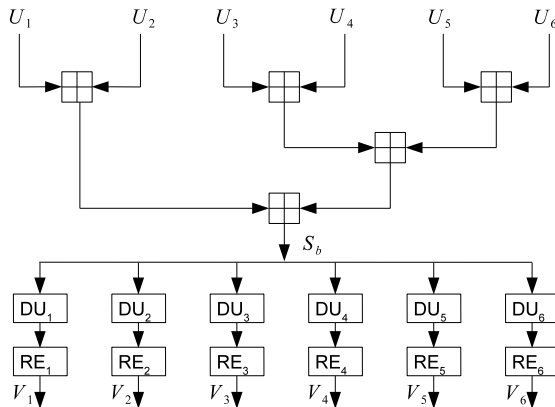 U₁ U₂ U₃ U₄ U₅ U₆
S_b
DU₁ DU₂ DU₃ DU₄ DU₅ DU₆
RE₁ RE₂ RE₃ RE₄ RE₅ RE₆
V₁ V₂ V₃ V₄ V₅ V₆